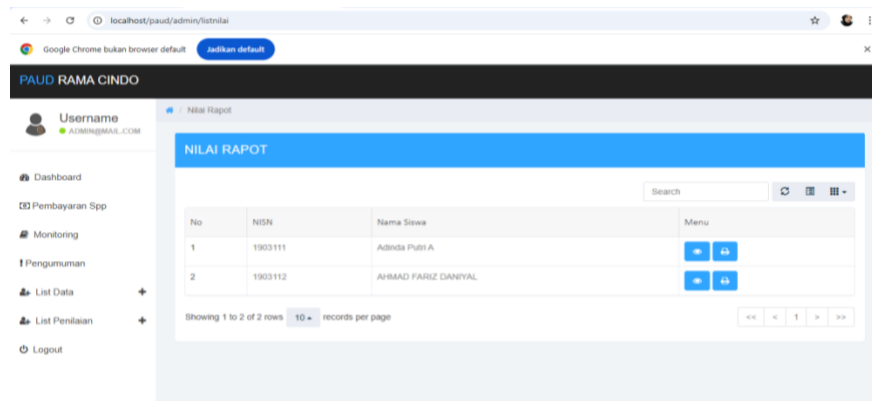 localhost/paud/admin/listnilai
Google Chrome bukan browser default Jadikan default
PAUD RAMA CINDO
Username
ADMIN@MAIL.COM
Dashboard
Pembayaran Spp
Monitoring
Pengumuman
List Data
List Penilaian
Logout
/ Nilai Rapot
NILAI RAPOT
Search
No NISN Nama Siswa Menu
1 1903111 Adinda Putri A
2 1903112 AHMAD FARIZ DANIYAL
Showing 1 to 2 of 2 rows 10 records per page
<< < 1 > >>